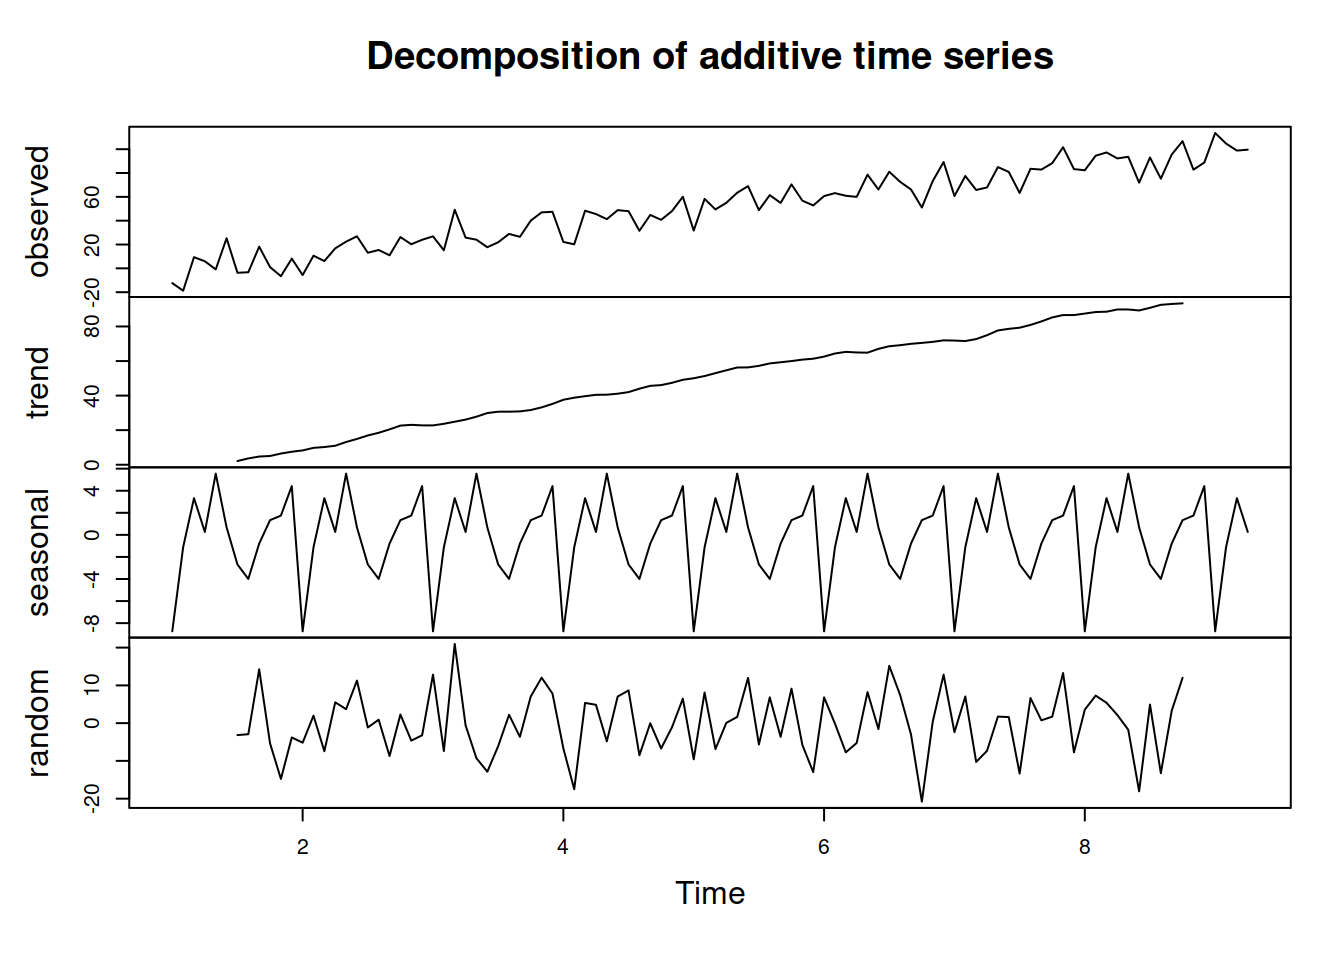 Decomposition of additive time series
observed
-20 20 60
trend
0 40 80
seasonal
-8 -4 0 4
random
-20 0 10
2 4 6 8
Time